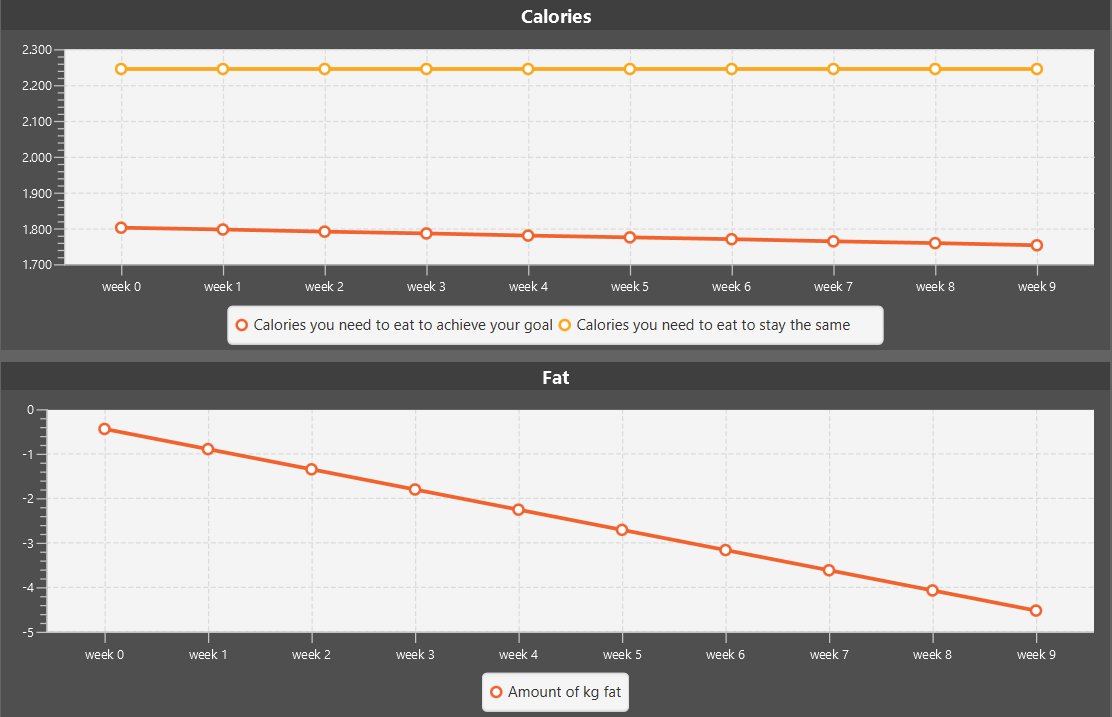 Calories
2.300
2.200
2.100
2.000
1.900
1.800
1.700
week 0 week 1 week 2 week 3 week 4 week 5 week 6 week 7 week 8 week 9
Calories you need to eat to achieve your goal Calories you need to eat to stay the same
Fat
0
-1
-2
-3
-4
-5
week 0 week 1 week 2 week 3 week 4 week 5 week 6 week 7 week 8 week 9
Amount of kg fat